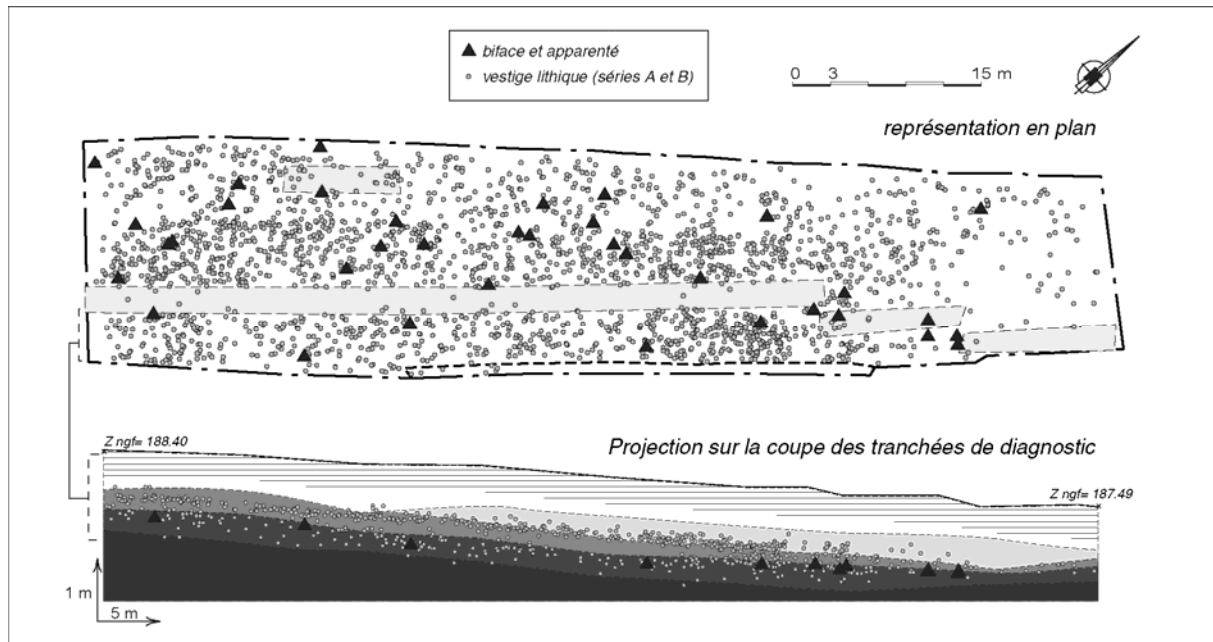 biface et apparenté
vestige lithique (séries A et B)
0 3 15 m
représentation en plan
Projection sur la coupe des tranchées de diagnostic
Z ngf= 188.40
Z ngf= 187.49
1 m
5 m